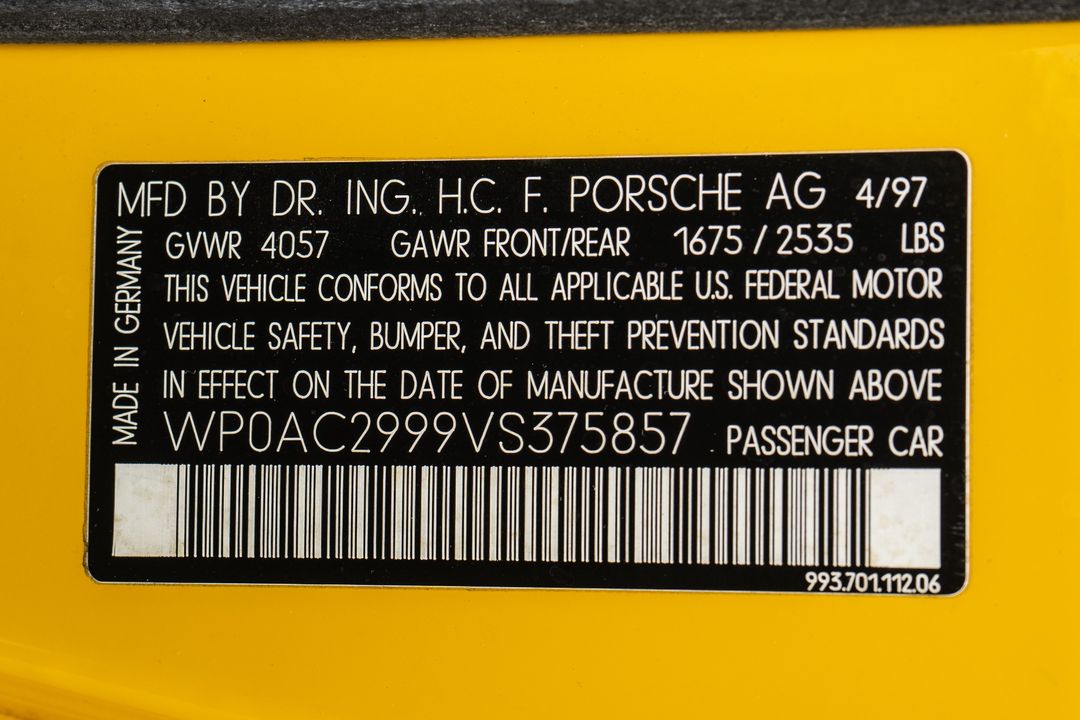 MFD BY DR. ING. H.C. F. PORSCHE AG 4/97
GVWR 4057 GAWR FRONT/REAR 1675 / 2535 LBS
THIS VEHICLE CONFORMS TO ALL APPLICABLE U.S. FEDERAL MOTOR
VEHICLE SAFETY, BUMPER, AND THEFT PREVENTION STANDARDS
IN EFFECT ON THE DATE OF MANUFACTURE SHOWN ABOVE
WP0AC2999VS375857 PASSENGER CAR
993.701.112.06
MADE IN GERMANY